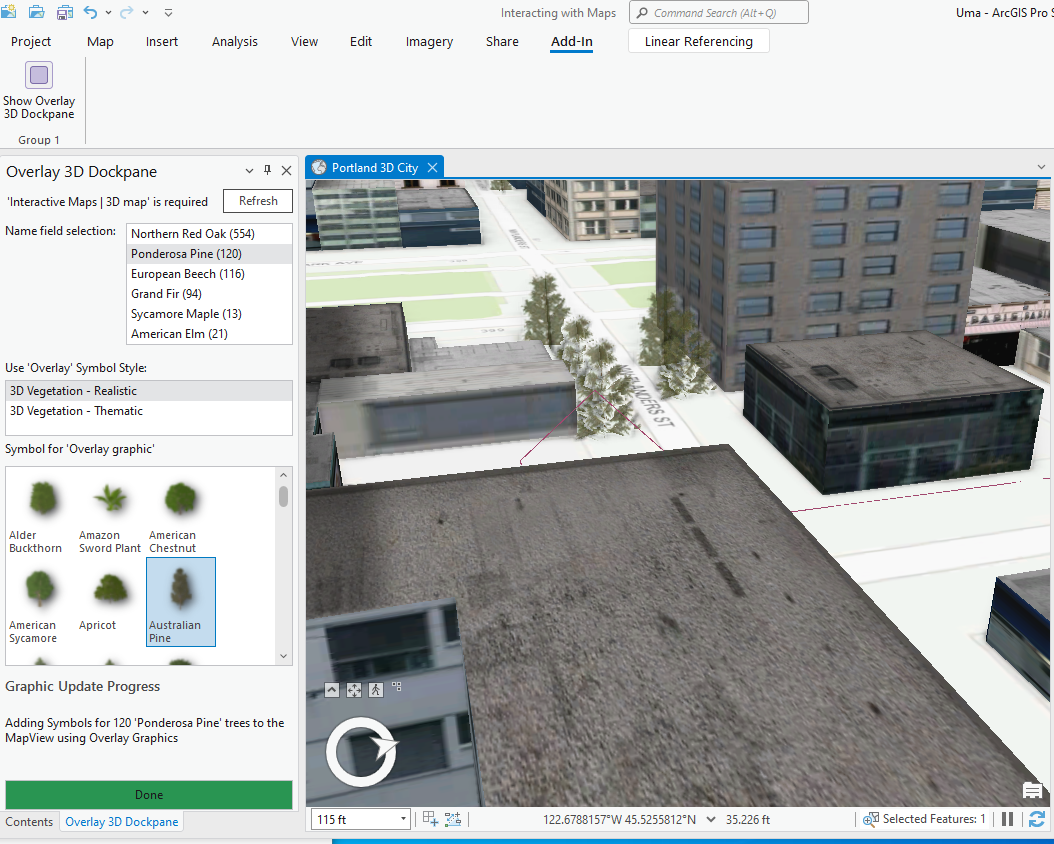 Interacting with Maps
Command Search (Alt+Q)
Uma - ArcGIS Pro S
Project
Map
Insert
Analysis
View
Edit
Imagery
Share
Add-In
Linear Referencing
Show Overlay
3D Dockpane
Group 1
Overlay 3D Dockpane
Portland 3D City
'Interactive Maps | 3D map' is required
Refresh
Name field selection:
Northern Red Oak (554)
Ponderosa Pine (120)
European Beech (116)
Grand Fir (94)
Sycamore Maple (13)
American Elm (21)
Use 'Overlay' Symbol Style:
3D Vegetation - Realistic
3D Vegetation - Thematic
Symbol for 'Overlay graphic'
Alder
Buckthorn
Amazon
Sword Plant
American
Chestnut
American
Sycamore
Apricot
Australian
Pine
FLANDERS ST
Graphic Update Progress
Adding Symbols for 120 'Ponderosa Pine' trees to the
MapView using Overlay Graphics
Done
Contents
Overlay 3D Dockpane
115 ft
122.6788157°W 45.5255812°N
35.226 ft
Selected Features: 1